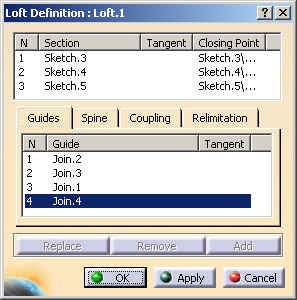 Loft Definition : Loft.1
N Section Tangent Closing Point
1 Sketch.3 Sketch.3\...
2 Sketch.4 Sketch.4\...
3 Sketch.5 Sketch.5\...
Guides Spine Coupling Relimitation
N Guide Tangent
1 Join.2
2 Join.3
3 Join.1
4 Join.4
Replace Remove Add
OK Apply Cancel